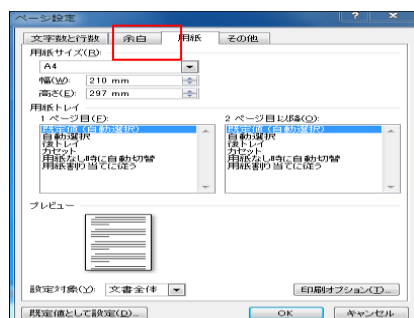 ページ設定
文字数と行数 余白 用紙 その他
用紙サイズ(R):
A4
幅(W): 210 mm
高さ(E): 297 mm
用紙トレイ
1 ページ目(F): 2 ページ目以降(O):
既定値 (自動選択) 既定値 (自動選択)
自動選択 自動選択
後トレイ 後トレイ
カセット カセット
用紙なし時に自動切替 用紙なし時に自動切替
用紙割り当てに従う 用紙割り当てに従う
プレビュー
設定対象(Y): 文書全体 印刷オプション(T)...
既定値として設定(D)... OK キャンセル